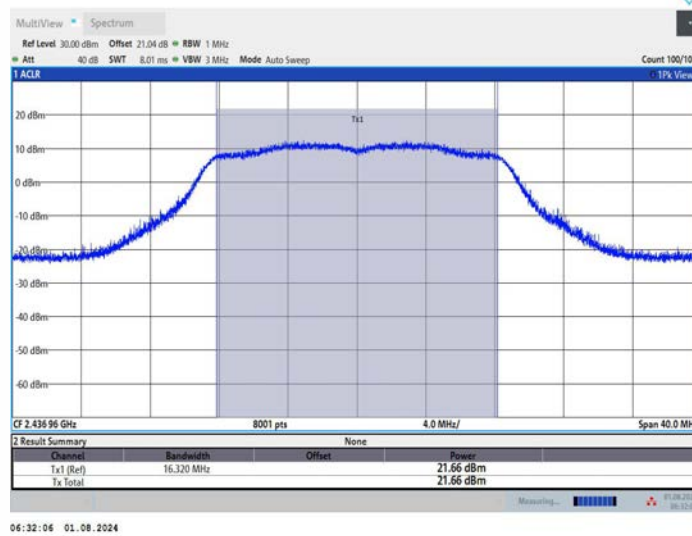 MultiView Spectrum
Ref Level 30.00 dBm Offset 21.04 dB RBW 1 MHz
Att 40 dB SWT 8.01 ms VBW 3 MHz Mode Auto Sweep Count 100/10
1 ACLR 1Pk View
Tx1
20 dBm
10 dBm
0 dBm
-10 dBm
-20 dBm
-30 dBm
-40 dBm
-50 dBm
-60 dBm
CF 2.436 96 GHz 8001 pts 4.0 MHz/ Span 40.0 MH
2 Result Summary None
Channel Bandwidth Offset Power
Tx1 (Ref) 16.320 MHz 21.66 dBm
Tx Total 21.66 dBm
Measuring...
06:32:06 01.08.2024